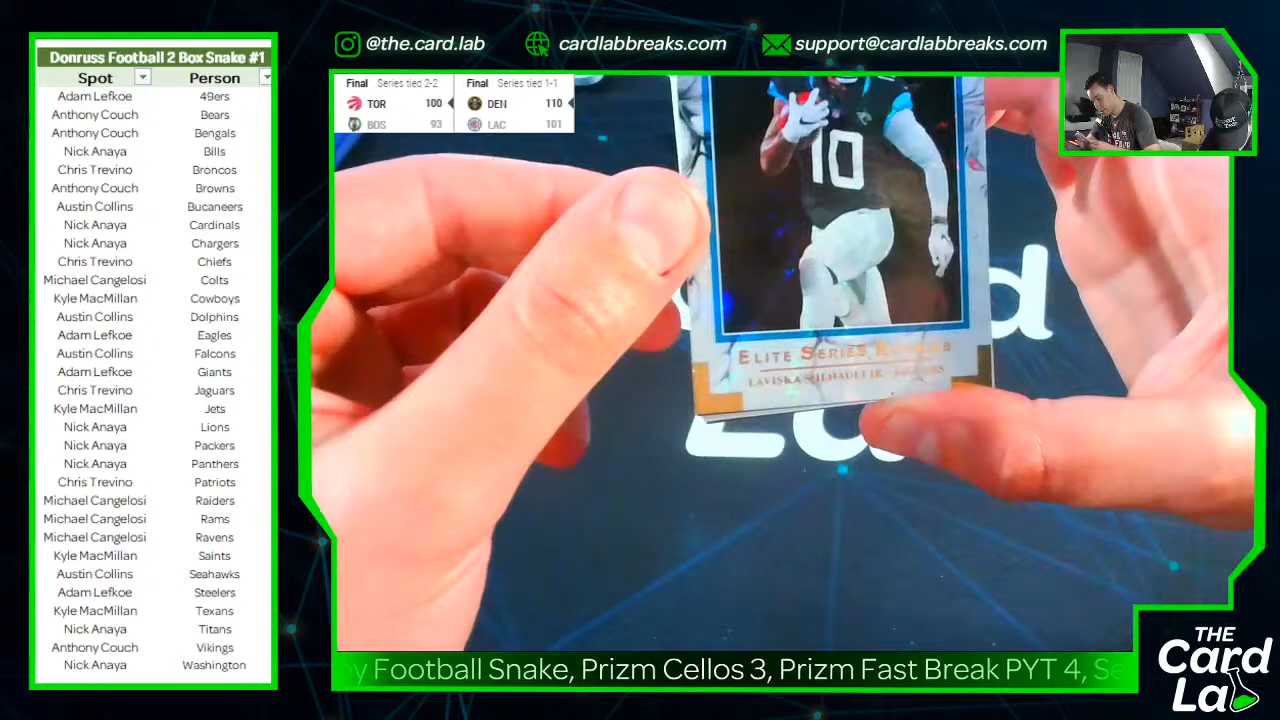 Donruss Football 2 Box Snake #1
Spot Person
Adam Lefkoe 49ers
Anthony Couch Bears
Anthony Couch Bengals
Nick Anaya Bills
Chris Trevino Broncos
Anthony Couch Browns
Austin Collins Bucaneers
Nick Anaya Cardinals
Nick Anaya Chargers
Chris Trevino Chiefs
Michael Cangelosi Colts
Kyle MacMillan Cowboys
Austin Collins Dolphins
Adam Lefkoe Eagles
Austin Collins Falcons
Adam Lefkoe Giants
Chris Trevino Jaguars
Kyle MacMillan Jets
Nick Anaya Lions
Nick Anaya Packers
Nick Anaya Panthers
Chris Trevino Patriots
Michael Cangelosi Raiders
Michael Cangelosi Rams
Michael Cangelosi Ravens
Kyle MacMillan Saints
Austin Collins Seahawks
Adam Lefkoe Steelers
Kyle MacMillan Texans
Nick Anaya Titans
Anthony Couch Vikings
Nick Anaya Washington
@the.card.lab cardlabbreaks.com support@cardlabbreaks.com
Final Series tied 2-2 Final Series tied 1-1
TOR 100 DEN 110
BOS 93 LAC 101
10
ELITE SERIES
LAVISKA SHENAULT JR.
Football Snake, Prizm Cellos 3, Prizm Fast Break PYT 4,
THE
Card
La